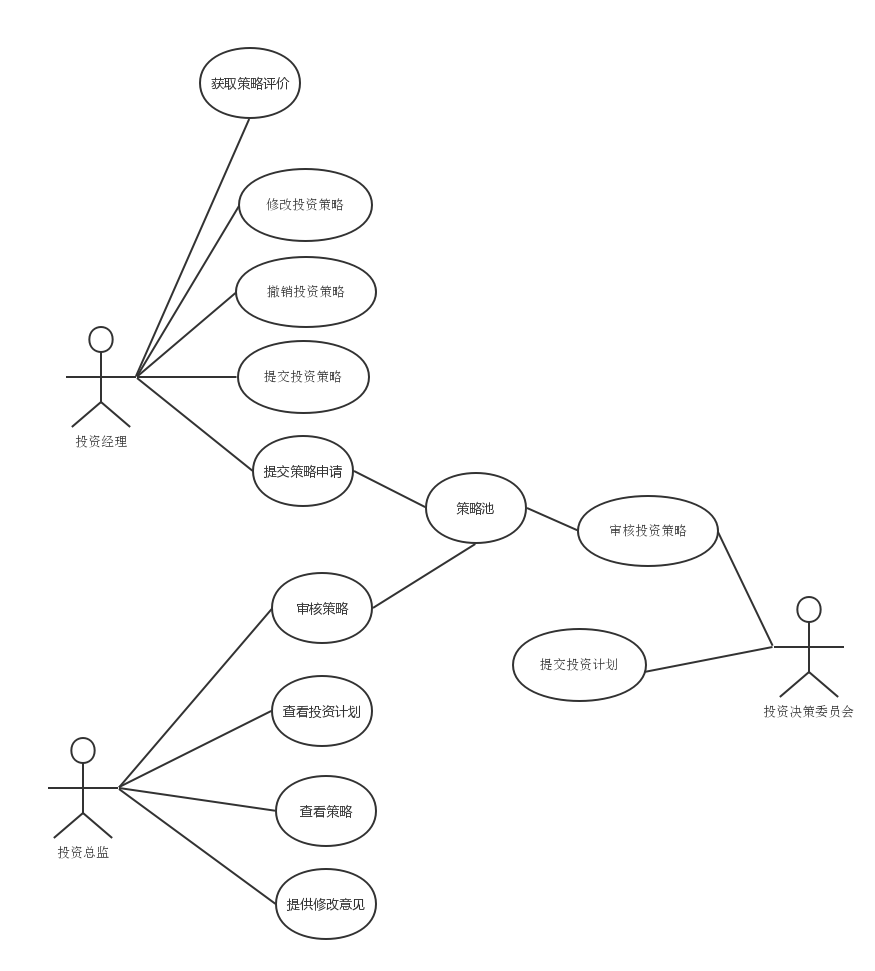 获取策略评价
修改投资策略
撤销投资策略
提交投资策略
投资经理
提交策略申请
策略池
审核投资策略
审核策略
提交投资计划
查看投资计划
投资决策委员会
查看策略
投资总监
提供修改意见